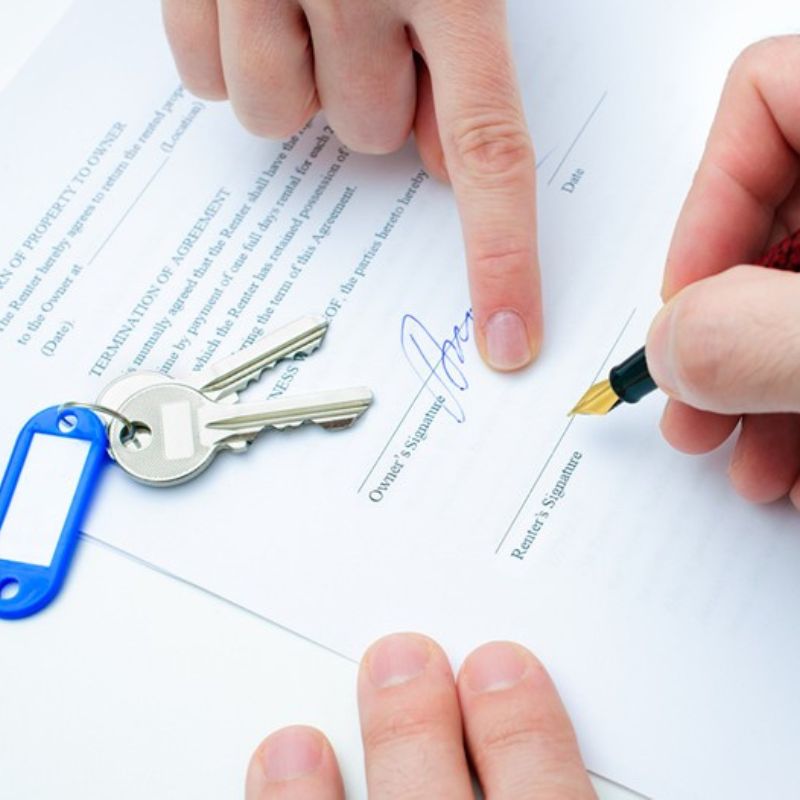 RN OF PROPERTY TO OWNER
Renter hereby agrees to return the rented
to the Owner at (Location)
(Date).
TERMINATION OF AGREEMENT
mutually agreed that the Renter shall have the
by payment of one full days rental for each
which the Renter has retained possession of
the term of this Agreement.
OF, the parties hereto hereby
Owner's Signature
Date
Renter's Signature